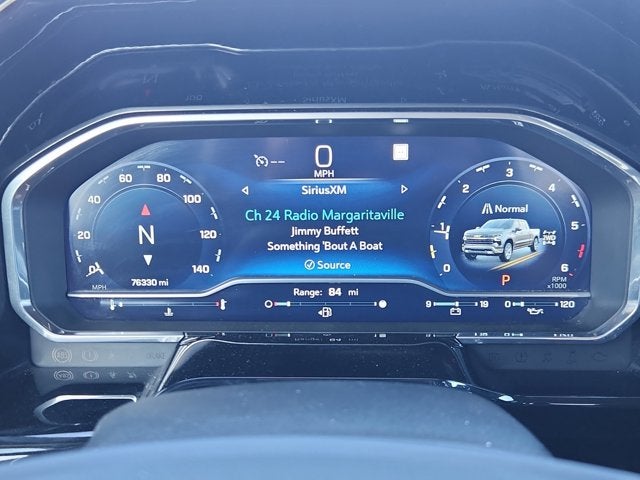 0
MPH
SiriusXM
Ch 24 Radio Margaritaville
Jimmy Buffett
Something 'Bout A Boat
Source
20 40 60 80 100 120 140
N
MPH
76330 mi
0 1 2 3 4 5 6
Normal
2WD
P
RPM
x1000
Range: 84 mi
9 19
0 120